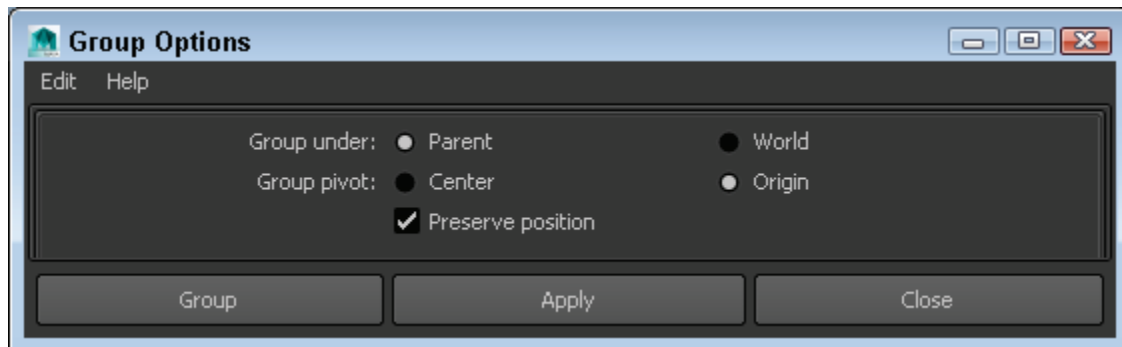 Group Options
Edit Help
Group under: Parent World
Group pivot: Center Origin
Preserve position
Group Apply Close